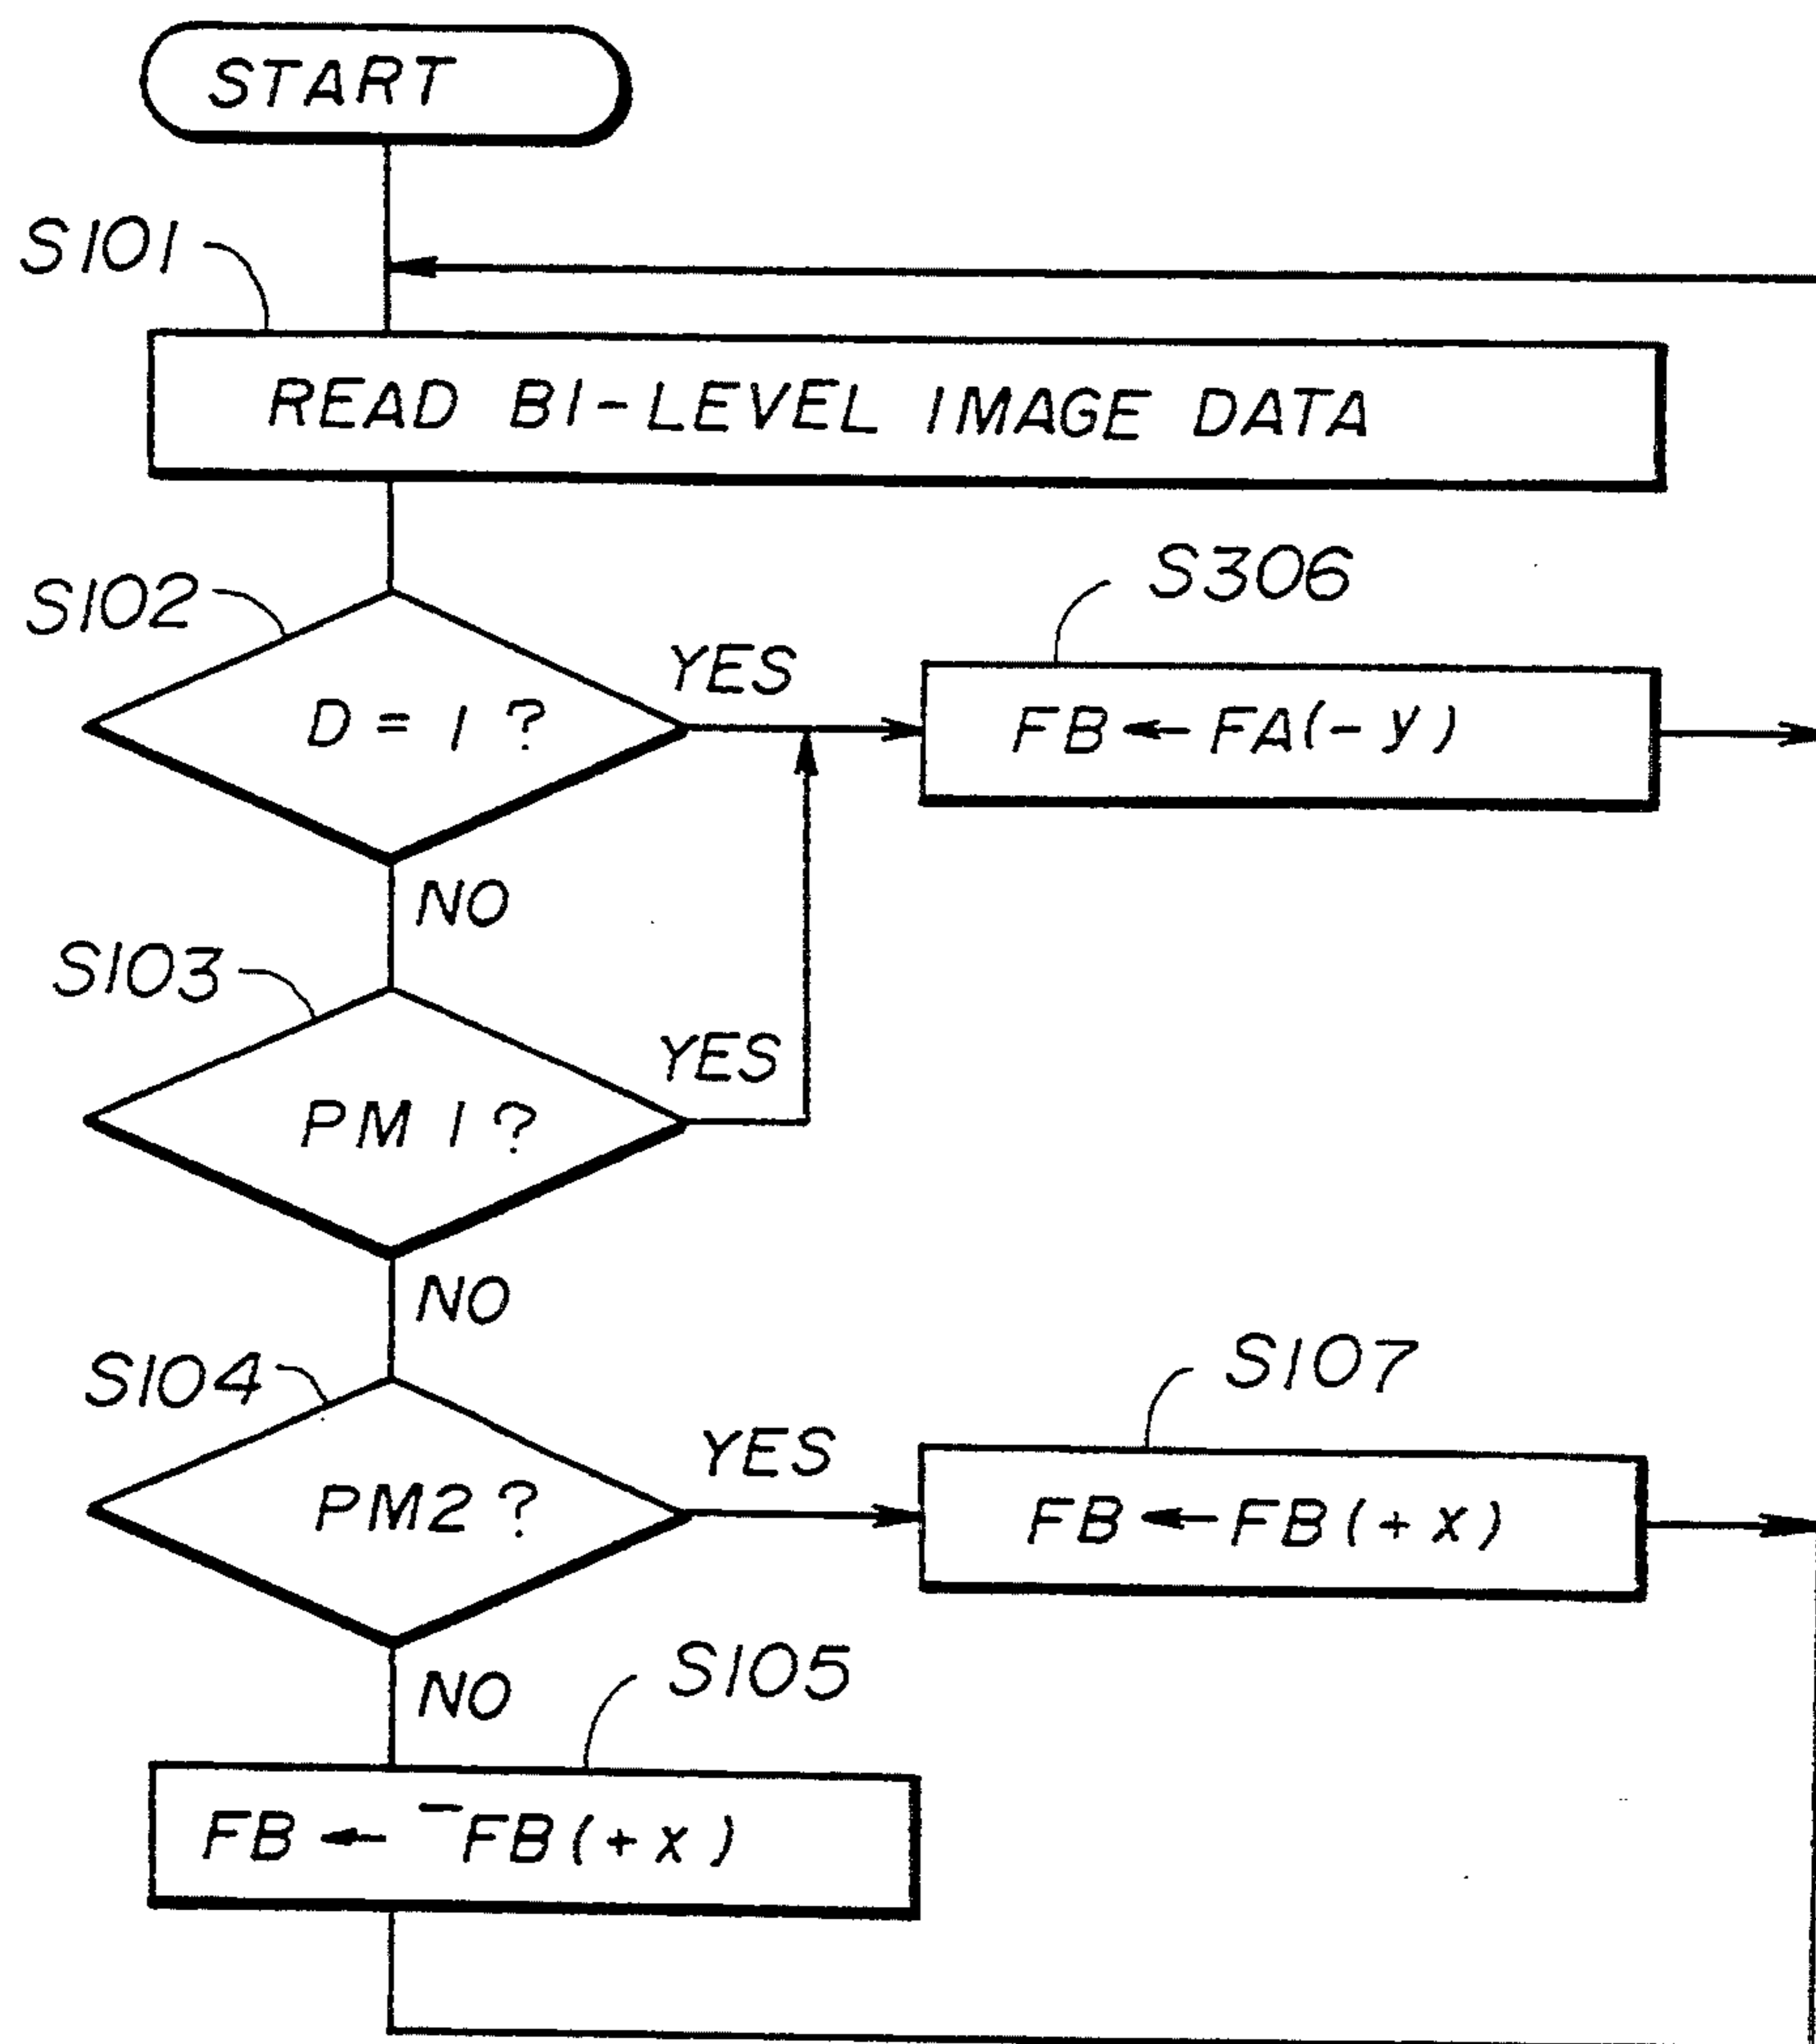 START
S101
READ BI-LEVEL IMAGE DATA
S102
D = 1 ?
YES
S306
FB ← FA(-y)
NO
S103
PM 1 ?
YES
NO
S104
PM2 ?
YES
S107
FB ← FB(+x)
NO
S105
FB ← ‾FB(+x)